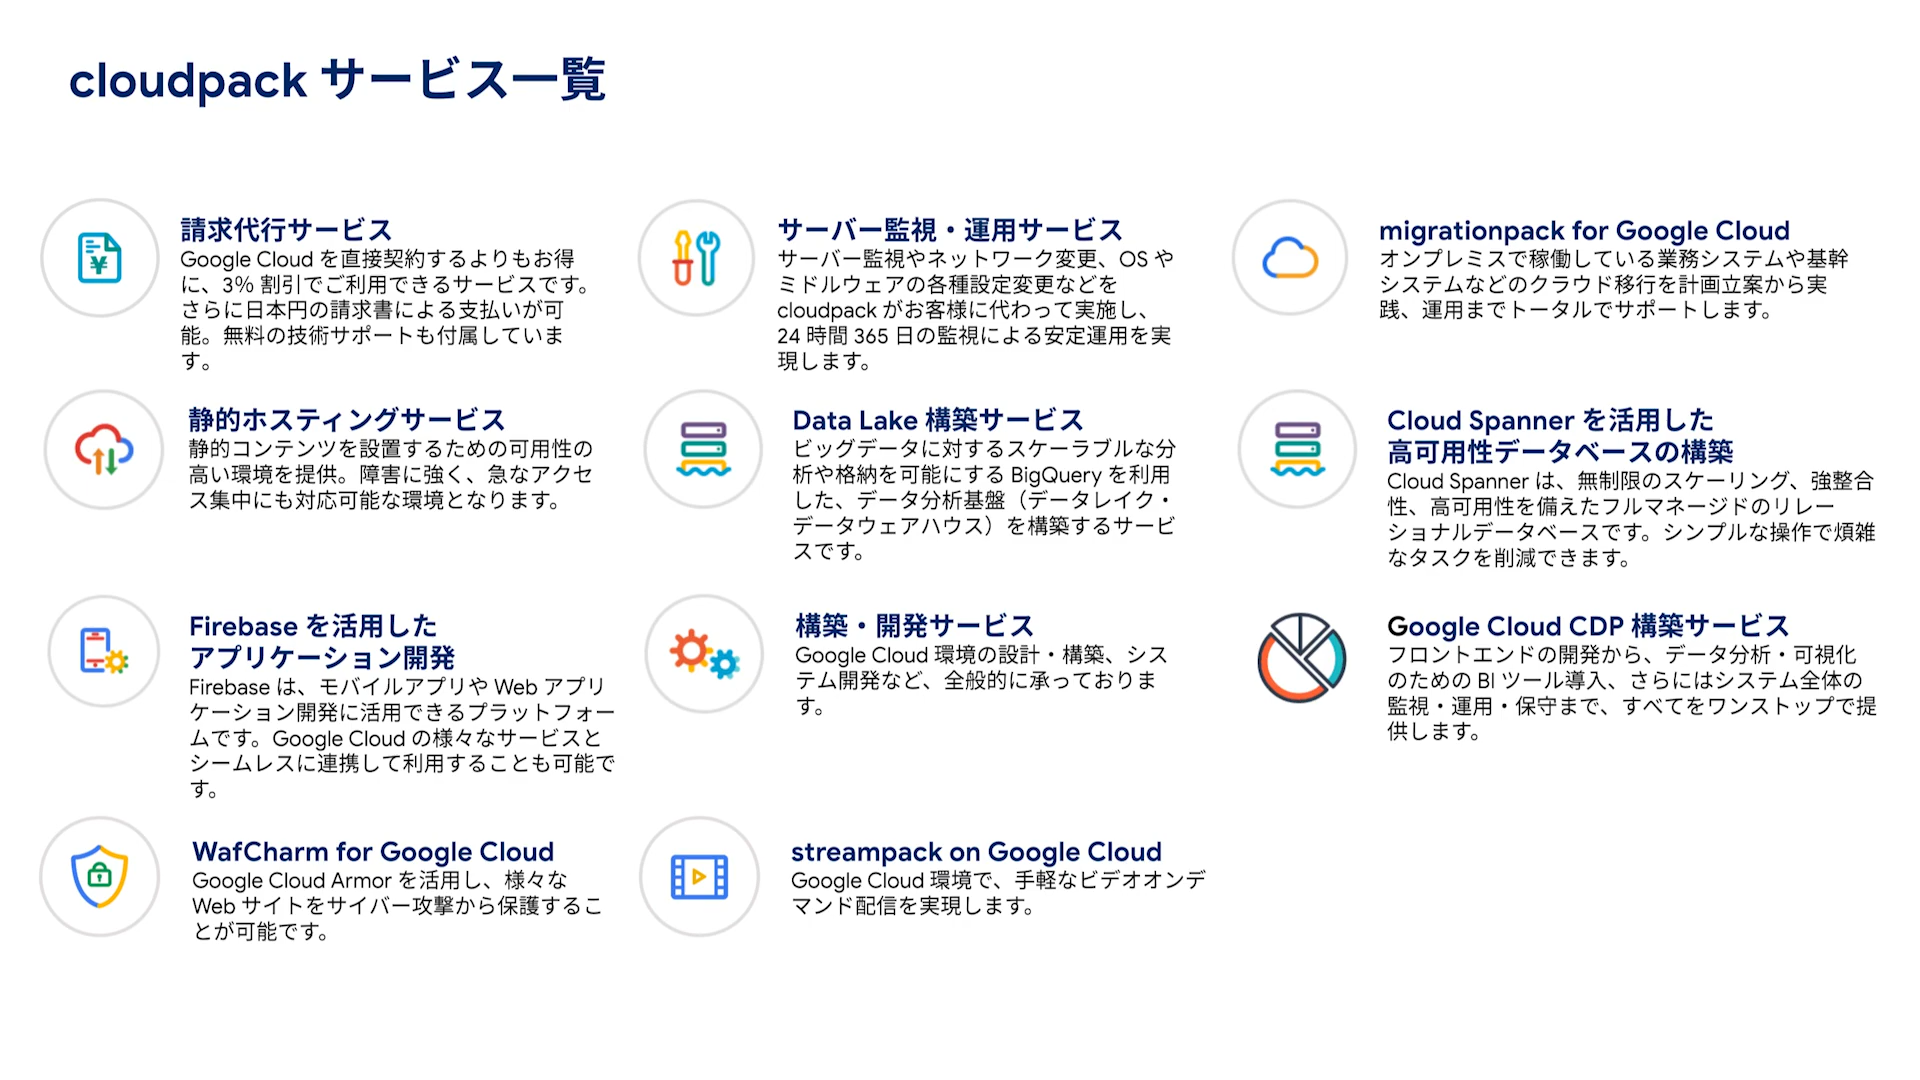 cloudpack サービス一覧
請求代行サービス
Google Cloud を直接契約するよりもお得
に、3% 割引でご利用できるサービスです。
さらに日本円の請求書による支払いが可
能。無料の技術サポートも付属していま
す。
サーバー監視・運用サービス
サーバー監視やネットワーク変更、OS や
ミドルウェアの各種設定変更などを
cloudpack がお客様に代わって実施し、
24 時間 365 日の監視による安定運用を実
現します。
migrationpack for Google Cloud
オンプレミスで稼働している業務システムや基幹
システムなどのクラウド移行を計画立案から実
践、運用までトータルでサポートします。
静的ホスティングサービス
静的コンテンツを設置するための可用性の
高い環境を提供。障害に強く、急なアクセ
ス集中にも対応可能な環境となります。
Data Lake 構築サービス
ビッグデータに対するスケーラブルな分
析や格納を可能にする BigQuery を利用
した、データ分析基盤（データレイク・
データウェアハウス）を構築するサービ
スです。
Cloud Spanner を活用した
高可用性データベースの構築
Cloud Spanner は、無制限のスケーリング、強整合
性、高可用性を備えたフルマネージドのリレー
ショナルデータベースです。シンプルな操作で煩雑
なタスクを削減できます。
Firebase を活用した
アプリケーション開発
Firebase は、モバイルアプリや Web アプリ
ケーション開発に活用できるプラットフォー
ムです。Google Cloud の様々なサービスと
シームレスに連携して利用することも可能で
す。
構築・開発サービス
Google Cloud 環境の設計・構築、シス
テム開発など、全般的に承っておりま
す。
Google Cloud CDP 構築サービス
フロントエンドの開発から、データ分析・可視化
のための BI ツール導入、さらにはシステム全体の
監視・運用・保守まで、すべてをワンストップで提
供します。
WafCharm for Google Cloud
Google Cloud Armor を活用し、様々な
Web サイトをサイバー攻撃から保護するこ
とが可能です。
streampack on Google Cloud
Google Cloud 環境で、手軽なビデオオンデ
マンド配信を実現します。